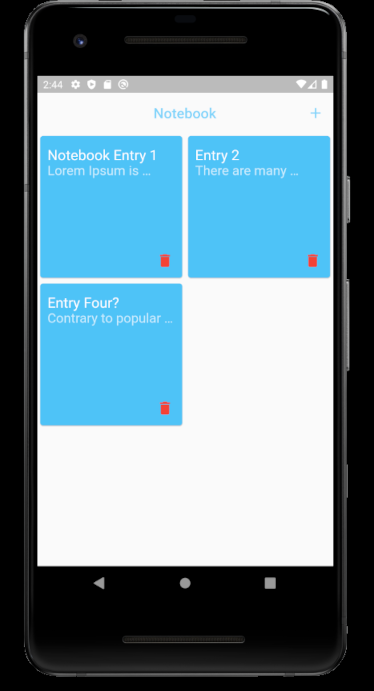 2:44
Notebook
+
Notebook Entry 1
Lorem Ipsum is ...
Entry 2
There are many ...
Entry Four?
Contrary to popular ...